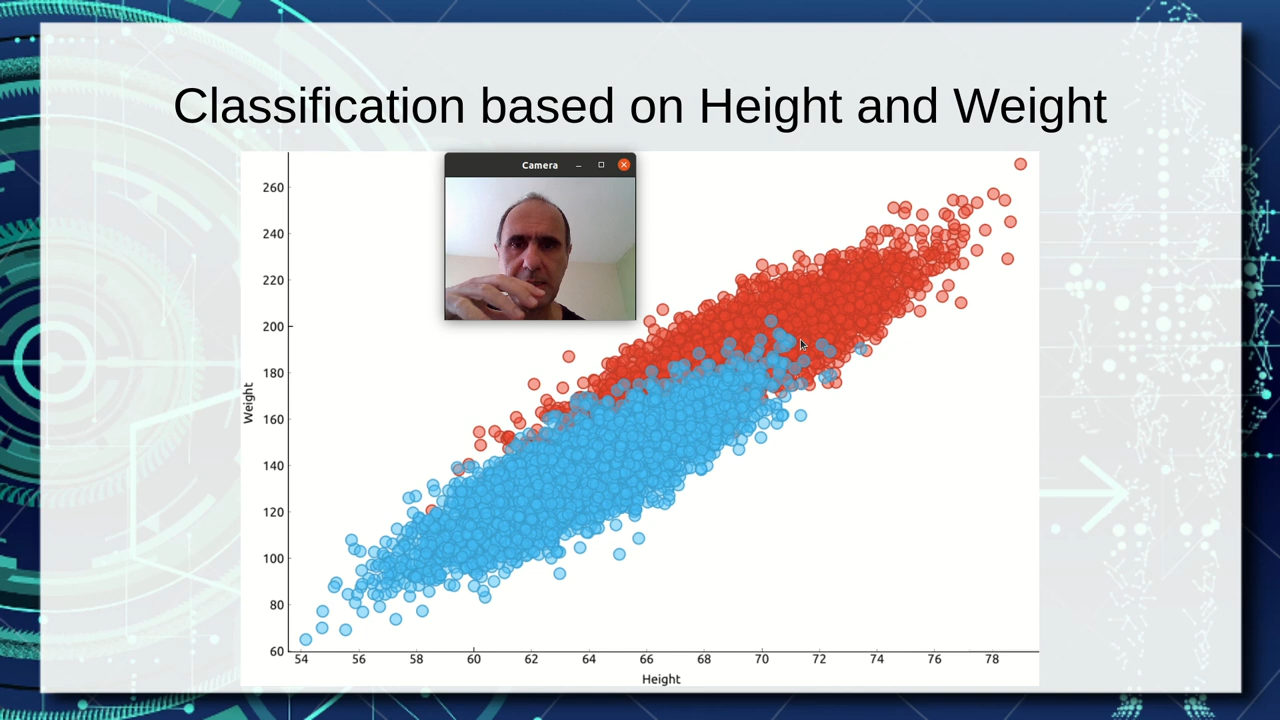 Classification based on Height and Weight
Camera
260
240
220
200
180
160
140
120
100
80
60
Weight
54 56 58 60 62 64 66 68 70 72 74 76 78
Height